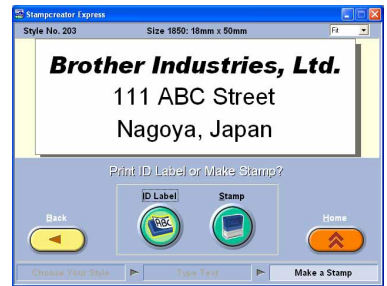 Stampcreator Express
Style No. 203 Size 1850: 18mm x 50mm Fit
Brother Industries, Ltd.
111 ABC Street
Nagoya, Japan
Print ID Label or Make Stamp?
ID Label Stamp
ABC
Back Home
Choose Your Style Type Text Make a Stamp